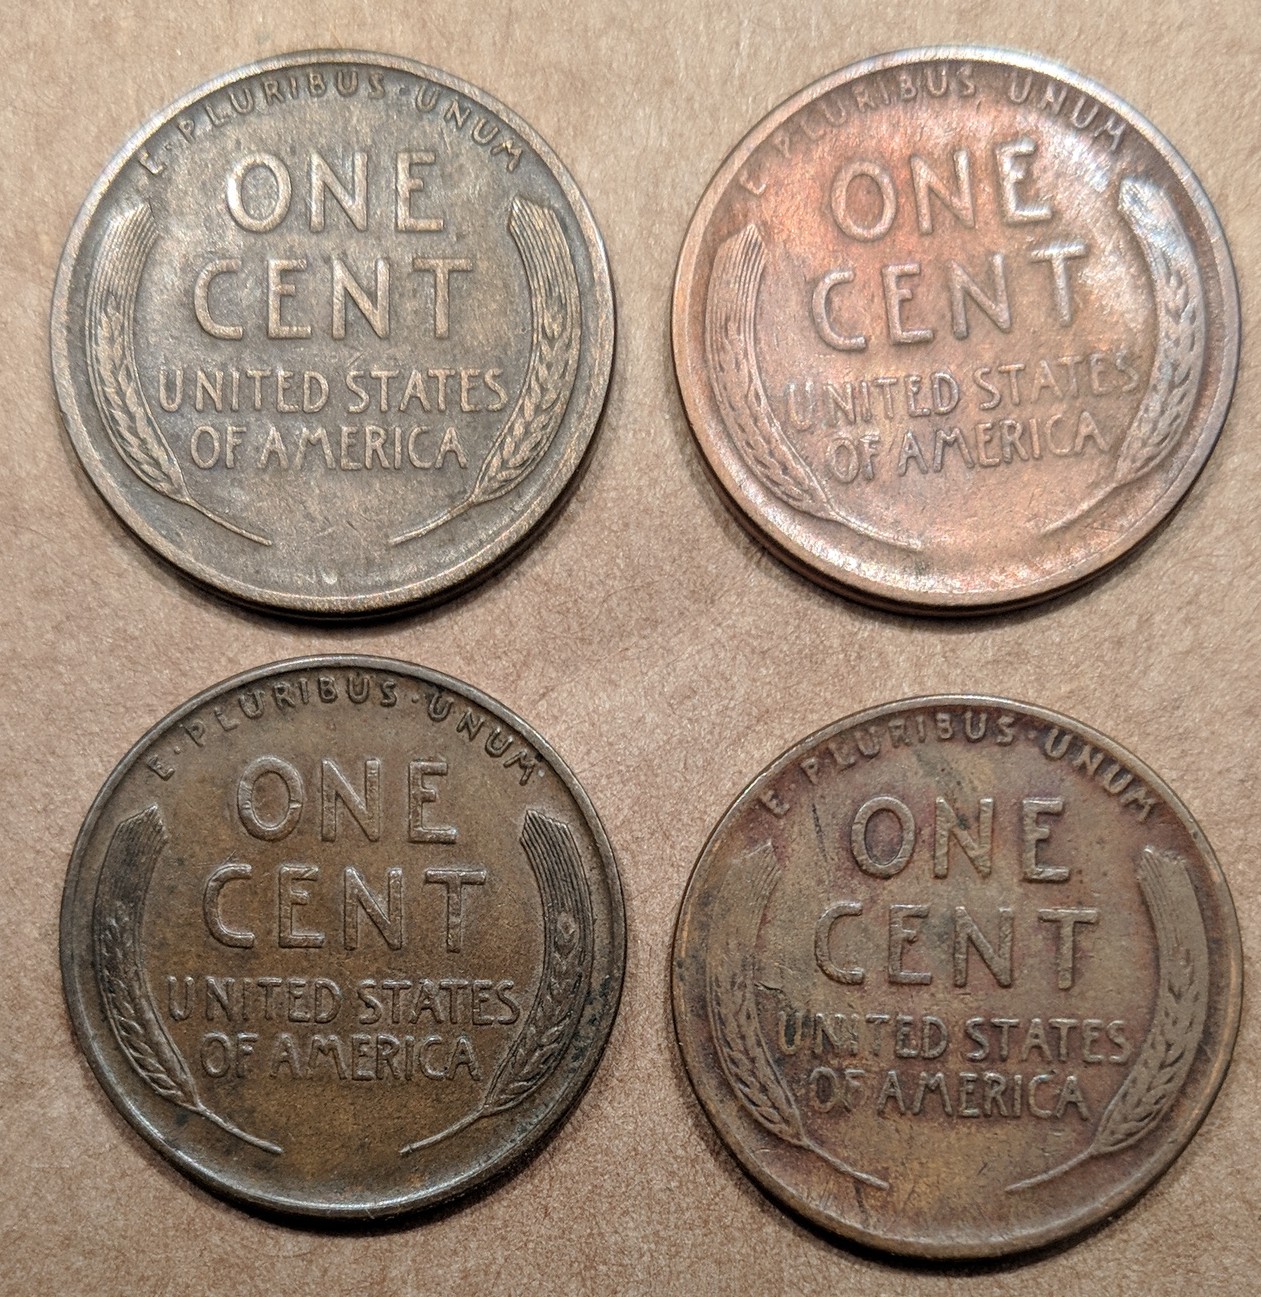 E·PLURIBUS·UNUM
ONE
CENT
UNITED STATES
OF AMERICA
E PLURIBUS UNUM
ONE
CENT
UNITED STATES
OF AMERICA
E·PLURIBUS·UNUM
ONE
CENT
UNITED STATES
OF AMERICA
E·PLURIBUS·UNUM
ONE
CENT
UNITED STATES
OF AMERICA